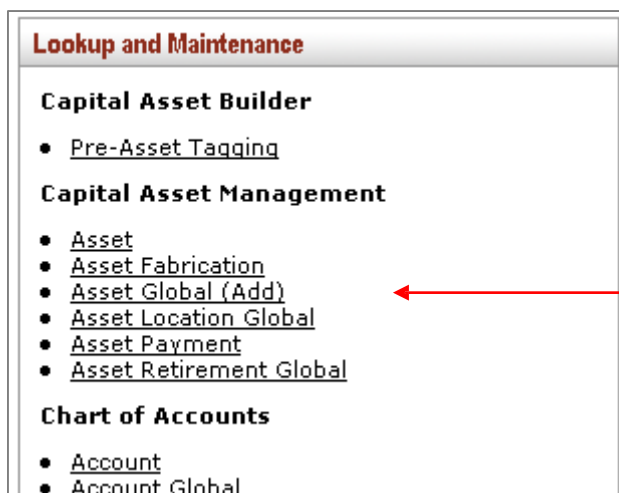 Lookup and Maintenance
Capital Asset Builder
Pre-Asset Tagging
Capital Asset Management
Asset
Asset Fabrication
Asset Global (Add)
Asset Location Global
Asset Payment
Asset Retirement Global
Chart of Accounts
Account
Account Global